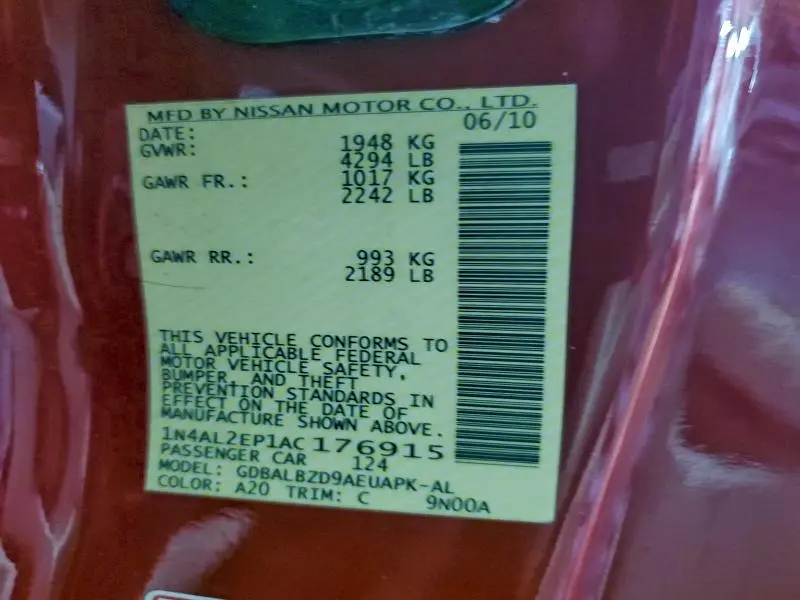 MFD BY NISSAN MOTOR CO., LTD.
DATE: 06/10
GVWR: 1948 KG
4294 LB
GAWR FR.: 1017 KG
2242 LB
GAWR RR.: 993 KG
2189 LB
THIS VEHICLE CONFORMS TO
ALL APPLICABLE FEDERAL
MOTOR VEHICLE SAFETY,
BUMPER, AND THEFT
PREVENTION STANDARDS IN
EFFECT ON THE DATE OF
MANUFACTURE SHOWN ABOVE.
1N4AL2EP1AC176915
PASSENGER CAR 124
MODEL: GDBALBZD9AEUAPK-AL
COLOR: A20 TRIM: C 9N00A